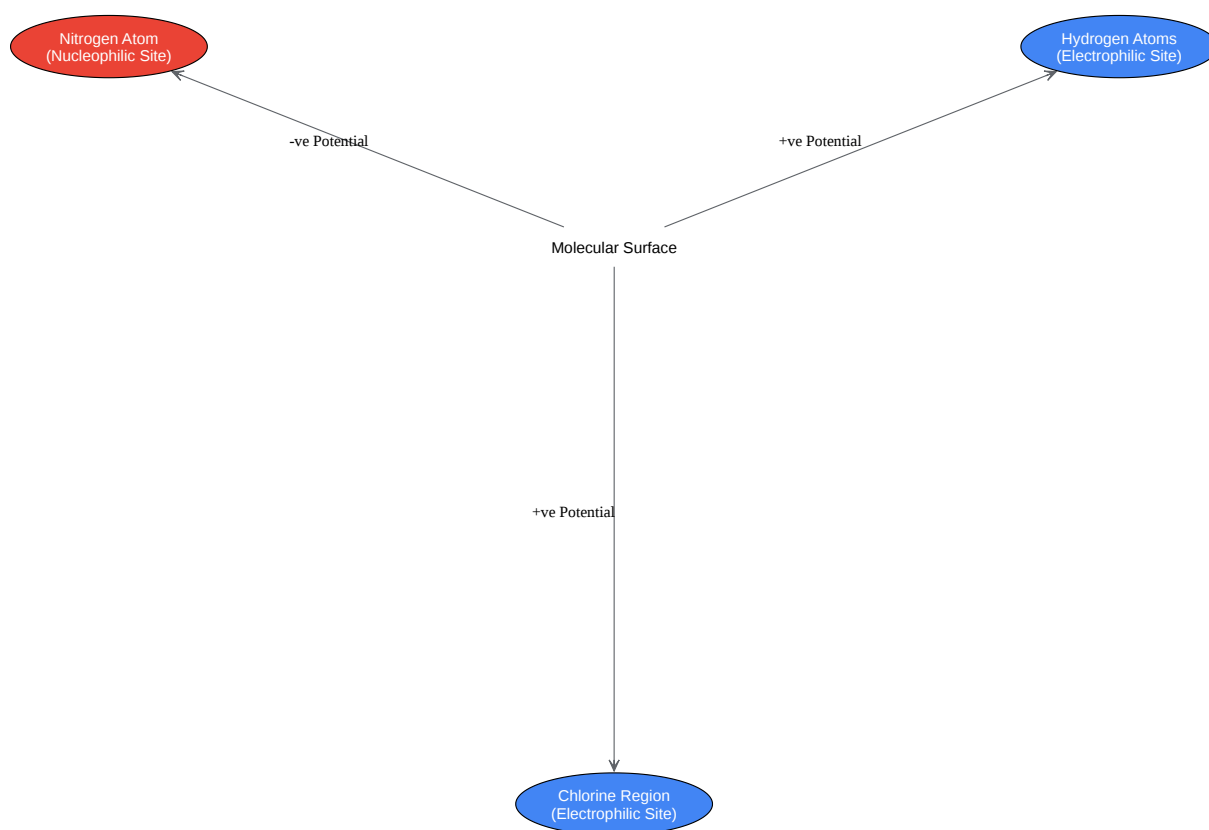 Nitrogen Atom
(Nucleophilic Site)
Hydrogen Atoms
(Electrophilic Site)
-ve Potential
+ve Potential
Molecular Surface
+ve Potential
Chlorine Region
(Electrophilic Site)